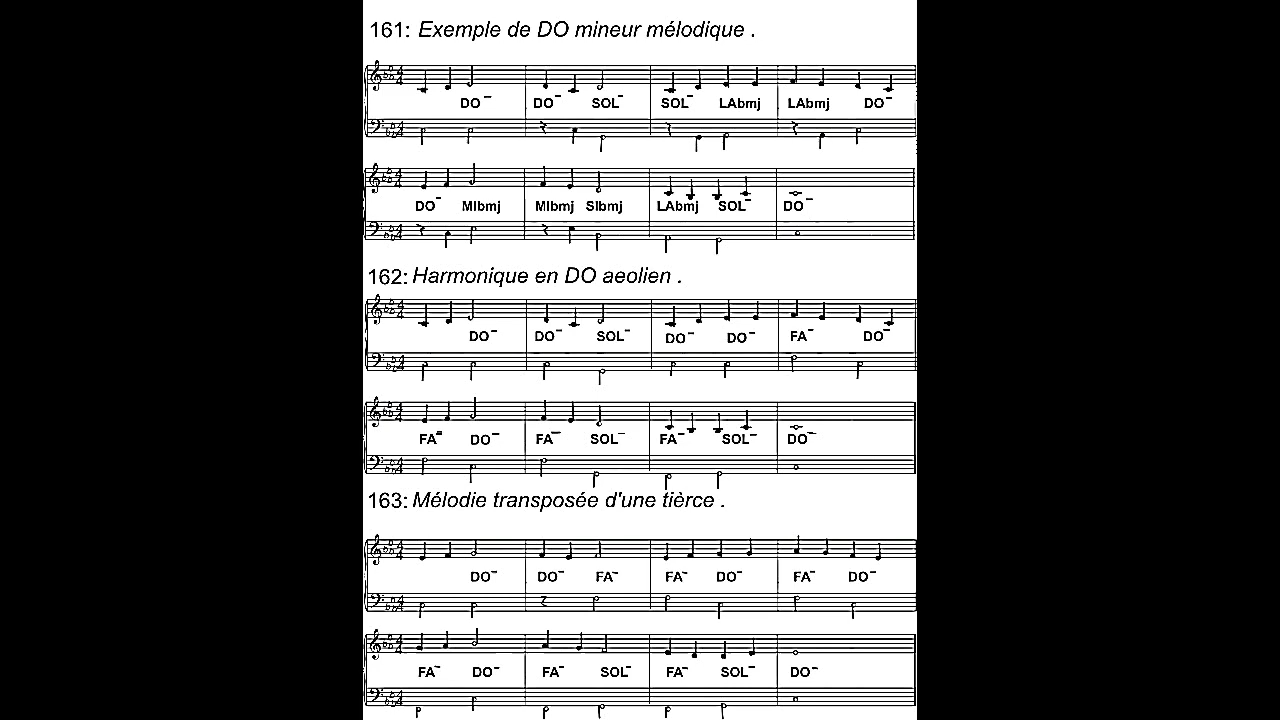 161: Exemple de DO mineur mélodique .
DO‾ DO‾ SOL‾ SOL‾ LAbmj LAbmj DO‾
DO‾ MIbmj MIbmj SIbmj LAbmj SOL‾ DO‾
162: Harmonique en DO aeolien .
DO‾ DO‾ SOL‾ DO‾ DO‾ FA‾ DO‾
FA‾ DO‾ FA‾ SOL‾ FA‾ SOL‾ DO‾
163: Mélodie transposée d'une tièrce .
DO‾ DO‾ FA‾ FA‾ DO‾ FA‾ DO‾
FA‾ DO‾ FA‾ SOL‾ FA‾ SOL‾ DO‾